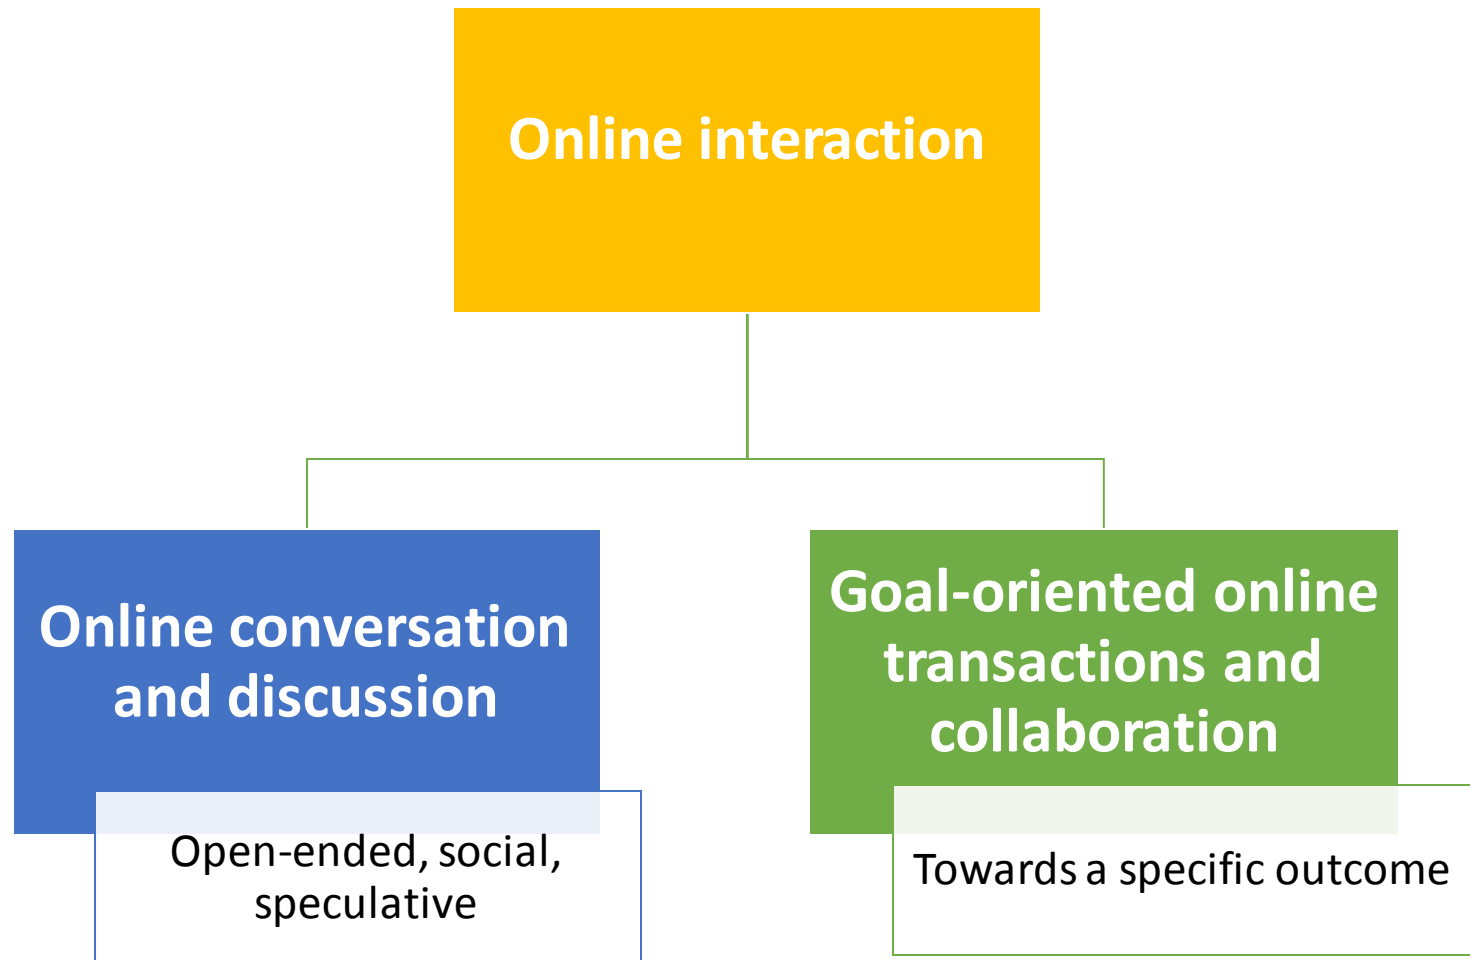 Online interaction
Online conversation
and discussion
Open-ended, social,
speculative
Goal-oriented online
transactions and
collaboration
Towards a specific outcome